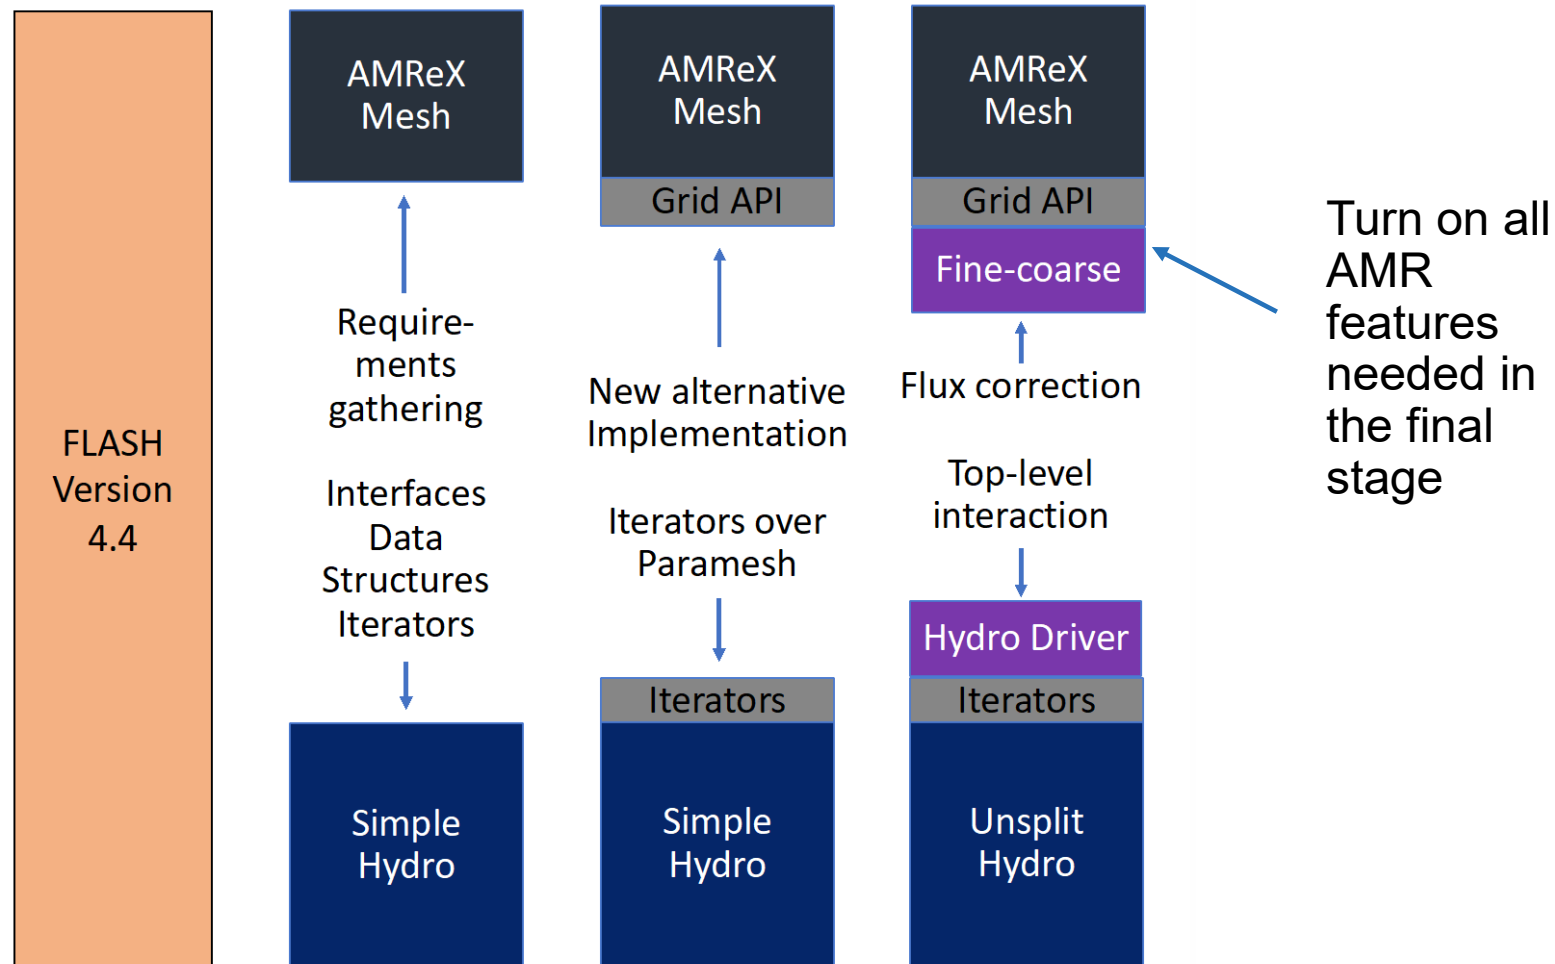 FLASH
Version
4.4
AMReX
Mesh
Require-
ments
gathering
Interfaces
Data
Structures
Iterators
Simple
Hydro
AMReX
Mesh
Grid API
New alternative
Implementation
Iterators over
Paramesh
Iterators
Simple
Hydro
AMReX
Mesh
Grid API
Fine-coarse
Flux correction
Top-level
interaction
Hydro Driver
Iterators
Unsplit
Hydro
Turn on all
AMR
features
needed in
the final
stage